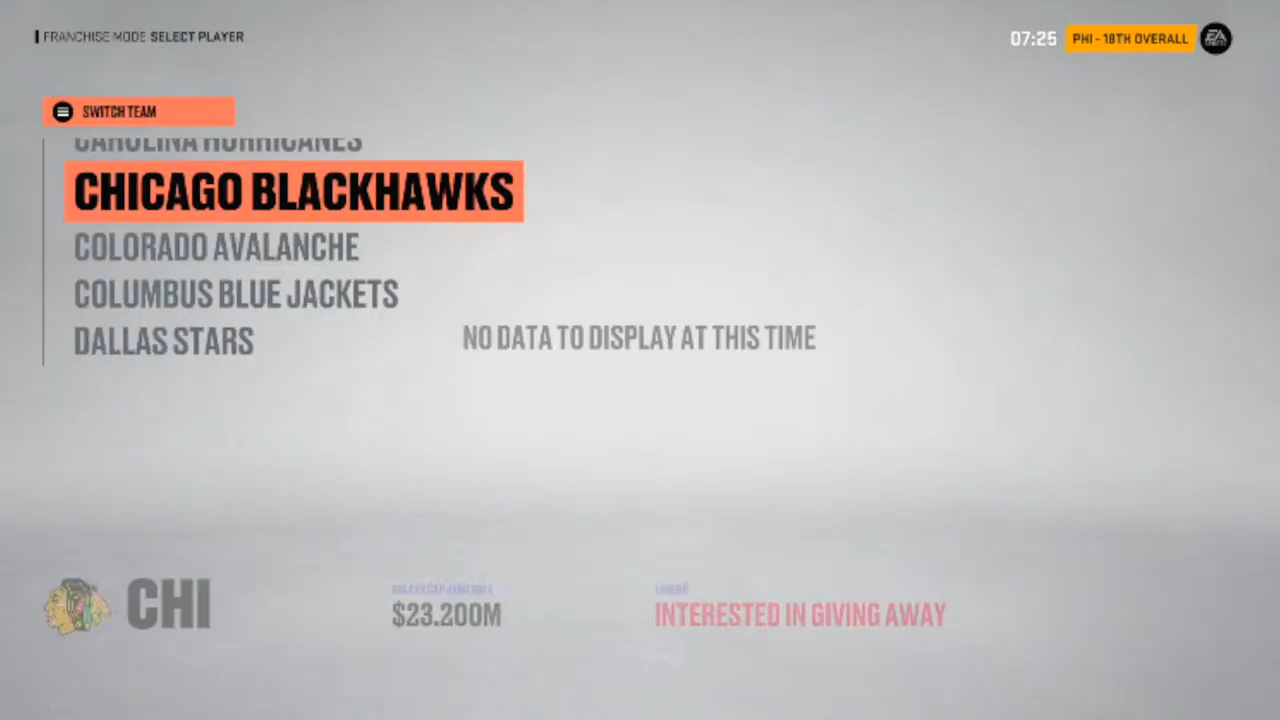 FRANCHISE MODE SELECT PLAYER
07:25
PHI - 18TH OVERALL
EA
SWITCH TEAM
CAROLINA HURRICANES
CHICAGO BLACKHAWKS
COLORADO AVALANCHE
COLUMBUS BLUE JACKETS
DALLAS STARS
NO DATA TO DISPLAY AT THIS TIME
CHI
$23.200M
INTERESTED IN GIVING AWAY